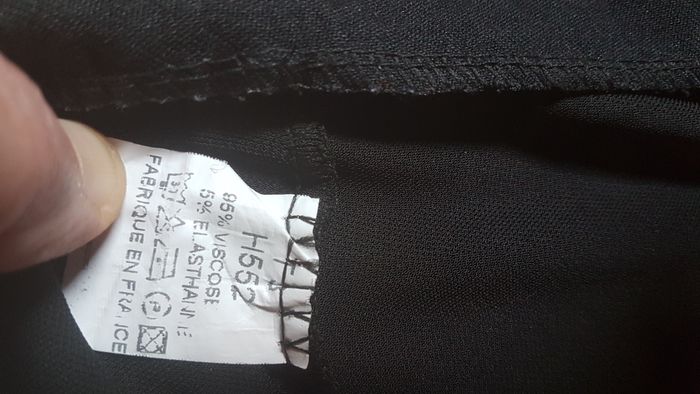 H552
95% VISCOSE
5% ELASTHANNE
P
FABRIQUE EN FRANCE